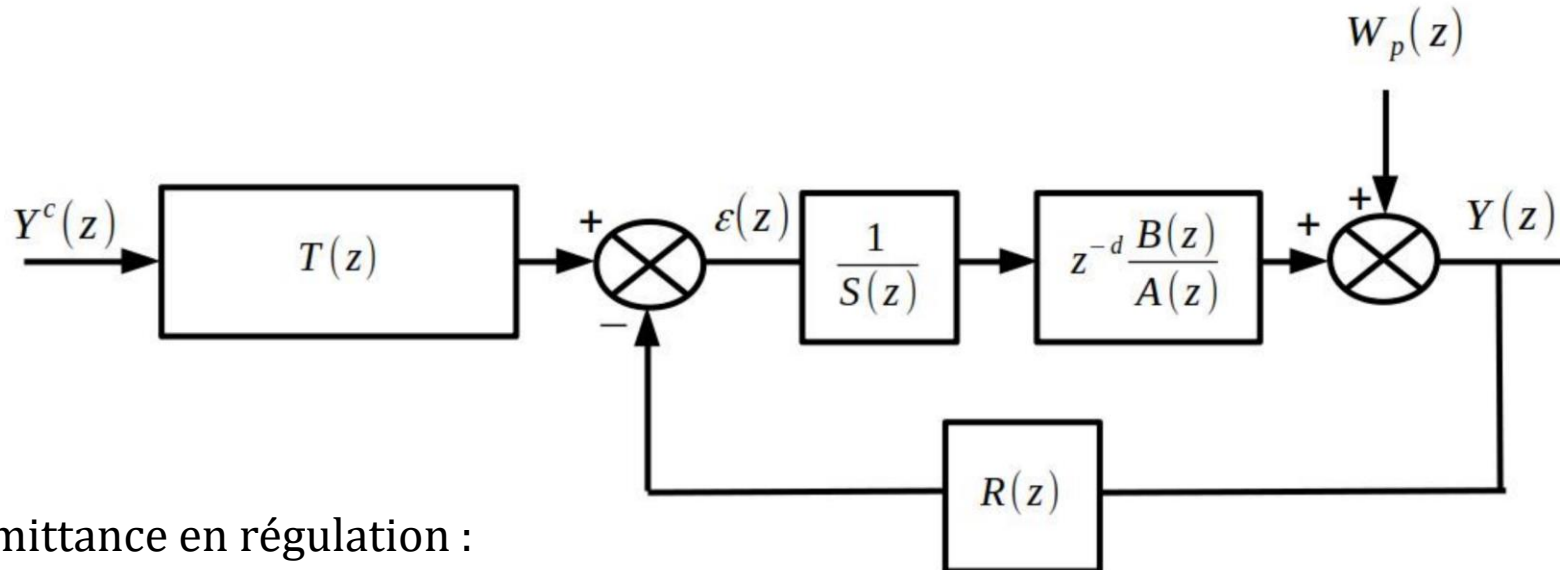 W_p(z)
Y^c(z)
T(z)
+
−
ε(z)
1
S(z)
z^{-d} B(z)
A(z)
+
+
Y(z)
R(z)
mittance en régulation :